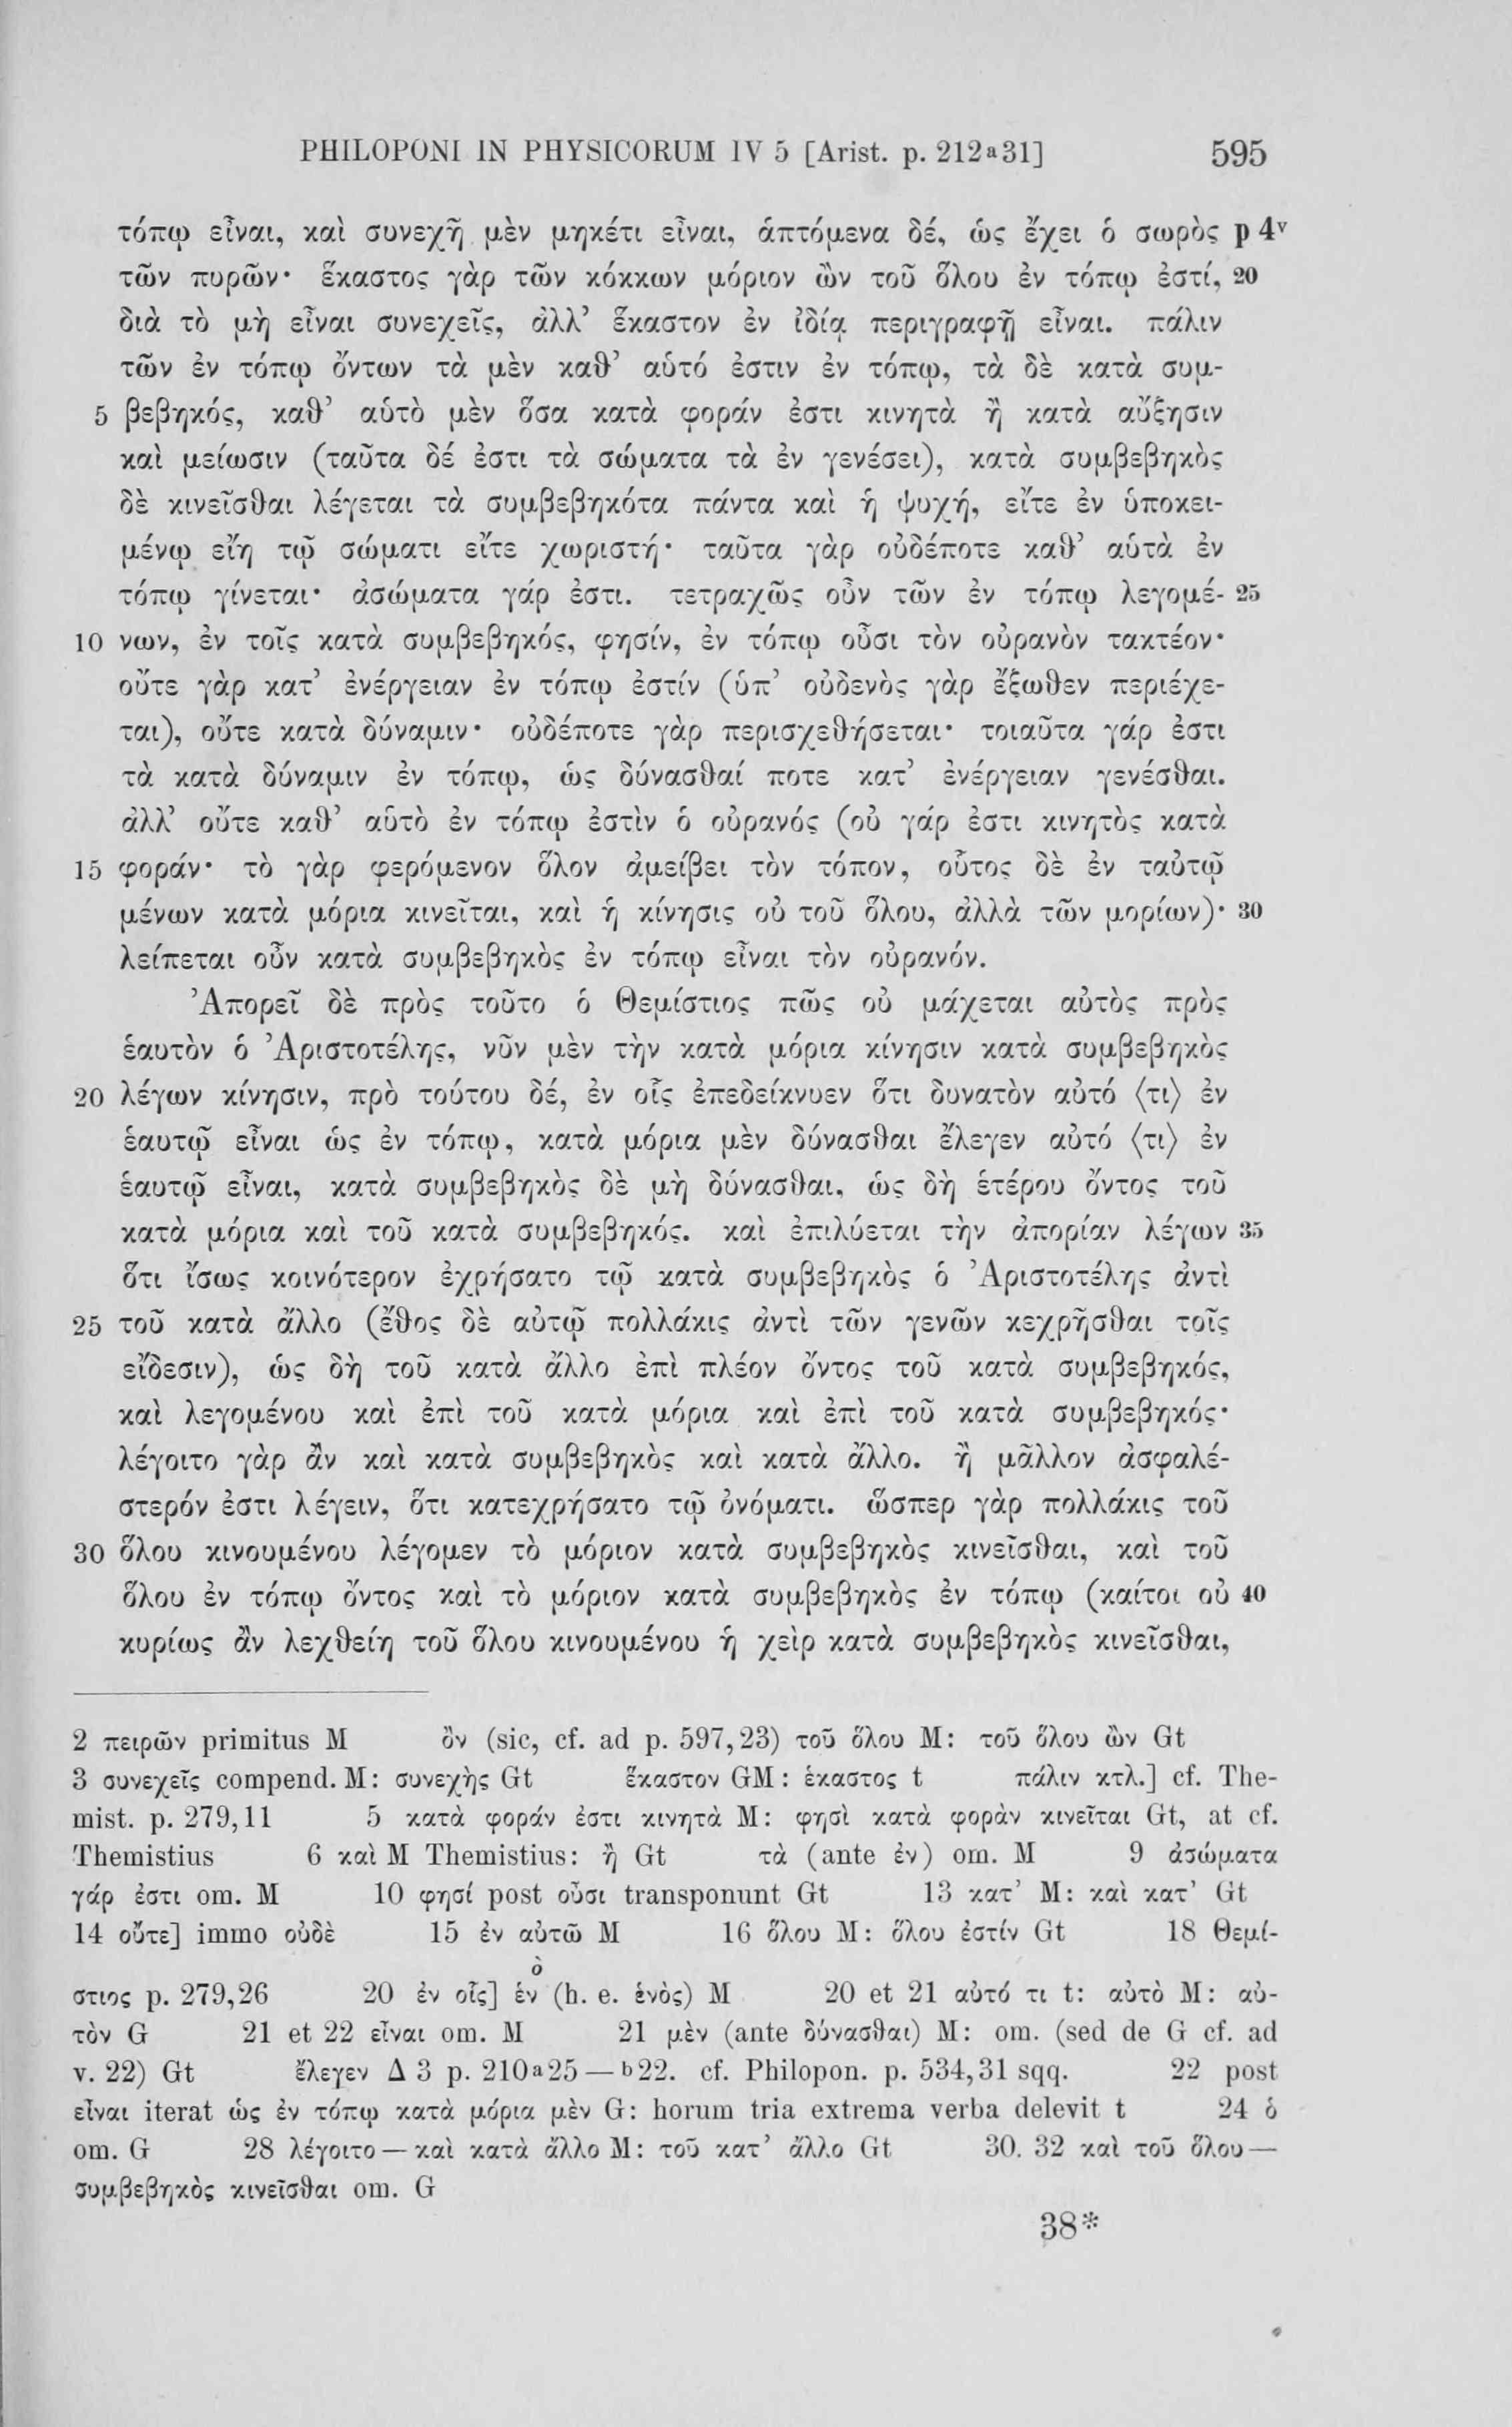 PHILOPONI IN PHYSICORUM IV 5 [Arist. p. 212a31] 595
τόπῳ εἶναι, καὶ συνεχῆ μὲν μηκέτι εἶναι, ἁπτόμενα δέ, ὡς ἔχει ὁ σωρὸς p 4v
τῶν πυρῶν· ἕκαστος γὰρ τῶν κόκκων μόριον ὢν τοῦ ὅλου ἐν τόπῳ ἐστί, 20
διὰ τὸ μὴ εἶναι συνεχεῖς, ἀλλ’ ἕκαστον ἐν ἰδίᾳ περιγραφῇ εἶναι. πάλιν
τῶν ἐν τόπῳ ὄντων τὰ μὲν καθ’ αὑτό ἐστιν ἐν τόπῳ, τὰ δὲ κατὰ συμ-
5 βεβηκός, καθ’ αὑτὸ μὲν ὅσα κατὰ φοράν ἐστι κινητὰ ἢ κατὰ αὔξησιν
καὶ μείωσιν (ταῦτα δέ ἐστι τὰ σώματα τὰ ἐν γενέσει), κατὰ συμβεβηκὸς
δὲ κινεῖσθαι λέγεται τὰ συμβεβηκότα πάντα καὶ ἡ ψυχή, εἴτε ἐν ὑποκει-
μένῳ εἴη τῷ σώματι εἴτε χωριστή· ταῦτα γὰρ οὐδέποτε καθ’ αὑτὰ ἐν
τόπῳ γίνεται· ἀσώματα γάρ ἐστι. τετραχῶς οὖν τῶν ἐν τόπῳ λεγομέ- 25
10 νων, ἐν τοῖς κατὰ συμβεβηκός, φησίν, ἐν τόπῳ οὖσι τὸν οὐρανὸν τακτέον·
οὔτε γὰρ κατ’ ἐνέργειαν ἐν τόπῳ ἐστίν (ὑπ’ οὐδενὸς γὰρ ἔξωθεν περιέχε-
ται), οὔτε κατὰ δύναμιν· οὐδέποτε γὰρ περισχεθήσεται· τοιαῦτα γάρ ἐστι
τὰ κατὰ δύναμιν ἐν τόπῳ, ὡς δύνασθαί ποτε κατ’ ἐνέργειαν γενέσθαι.
ἀλλ’ οὔτε καθ’ αὑτὸ ἐν τόπῳ ἐστὶν ὁ οὐρανός (οὐ γάρ ἐστι κινητὸς κατὰ
15 φοράν· τὸ γὰρ φερόμενον ὅλον ἀμείβει τὸν τόπον, οὗτος δὲ ἐν ταὐτῷ
μένων κατὰ μόρια κινεῖται, καὶ ἡ κίνησις οὐ τοῦ ὅλου, ἀλλὰ τῶν μορίων)· 30
λείπεται οὖν κατὰ συμβεβηκὸς ἐν τόπῳ εἶναι τὸν οὐρανόν.
Ἀπορεῖ δὲ πρὸς τοῦτο ὁ Θεμίστιος πῶς οὐ μάχεται αὐτὸς πρὸς
ἑαυτὸν ὁ Ἀριστοτέλης, νῦν μὲν τὴν κατὰ μόρια κίνησιν κατὰ συμβεβηκὸς
20 λέγων κίνησιν, πρὸ τούτου δέ, ἐν οἷς ἐπεδείκνυεν ὅτι δυνατὸν αὐτό ⟨τι⟩ ἐν
ἑαυτῷ εἶναι ὡς ἐν τόπῳ, κατὰ μόρια μὲν δύνασθαι ἔλεγεν αὐτό ⟨τι⟩ ἐν
ἑαυτῷ εἶναι, κατὰ συμβεβηκὸς δὲ μὴ δύνασθαι, ὡς δὴ ἑτέρου ὄντος τοῦ
κατὰ μόρια καὶ τοῦ κατὰ συμβεβηκός. καὶ ἐπιλύεται τὴν ἀπορίαν λέγων 35
ὅτι ἴσως κοινότερον ἐχρήσατο τῷ κατὰ συμβεβηκὸς ὁ Ἀριστοτέλης ἀντὶ
25 τοῦ κατὰ ἄλλο (ἔθος δὲ αὐτῷ πολλάκις ἀντὶ τῶν γενῶν κεχρῆσθαι τοῖς
εἴδεσιν), ὡς δὴ τοῦ κατὰ ἄλλο ἐπὶ πλέον ὄντος τοῦ κατὰ συμβεβηκός,
καὶ λεγομένου καὶ ἐπὶ τοῦ κατὰ μόρια καὶ ἐπὶ τοῦ κατὰ συμβεβηκός·
λέγοιτο γὰρ ἂν καὶ κατὰ συμβεβηκὸς καὶ κατὰ ἄλλο. ἢ μᾶλλον ἀσφαλέ-
στερόν ἐστι λέγειν, ὅτι κατεχρήσατο τῷ ὀνόματι. ὥσπερ γὰρ πολλάκις τοῦ
30 ὅλου κινουμένου λέγομεν τὸ μόριον κατὰ συμβεβηκὸς κινεῖσθαι, καὶ τοῦ
ὅλου ἐν τόπῳ ὄντος καὶ τὸ μόριον κατὰ συμβεβηκὸς ἐν τόπῳ (καίτοι οὐ 40
κυρίως ἂν λεχθείη τοῦ ὅλου κινουμένου ἡ χεὶρ κατὰ συμβεβηκὸς κινεῖσθαι,
2 πειρῶν primitus M ὂν (sic, cf. ad p. 597,23) τοῦ ὅλου M: τοῦ ὅλου ὢν Gt
3 συνεχεῖς compend. M: συνεχὴς Gt ἕκαστον GM: ἑκαστος t πάλιν κτλ.] cf. The-
mist. p. 279,11 5 κατὰ φοράν ἐστι κινητὰ M: φησὶ κατὰ φορὰν κινεῖται Gt, at cf.
Themistius 6 καὶ M Themistius: ἢ Gt τὰ (ante ἐν) om. M 9 ἀσώματα
γάρ ἐστι om. M 10 φησί post οὖσι transponunt Gt 13 κατ’ M: καὶ κατ’ Gt
14 οὔτε] immo οὐδὲ 15 ἐν αὐτῶ M 16 ὅλου M: ὅλου ἐστίν Gt 18 Θεμί-
στιος p. 279,26 20 ἐν οἷς] ἑνὸ (h. e. ἑνὸς) M 20 et 21 αὐτό τι t: αὐτὸ M: αὐ-
τὸν G 21 et 22 εἶναι om. M 21 μὲν (ante δύνασθαι) M: om. (sed de G cf. ad
v. 22) Gt ἔλεγεν Δ 3 p. 210a25—b22. cf. Philopon. p. 534,31 sqq. 22 post
εἶναι iterat ὡς ἐν τόπῳ κατὰ μόρια μὲν G: horum tria extrema verba delevit t 24 ὁ
om. G 28 λέγοιτο — καὶ κατὰ ἄλλο M: τοῦ κατ’ ἄλλο Gt 30. 32 καὶ τοῦ ὅλου —
συμβεβηκὸς κινεῖσθαι om. G
38*